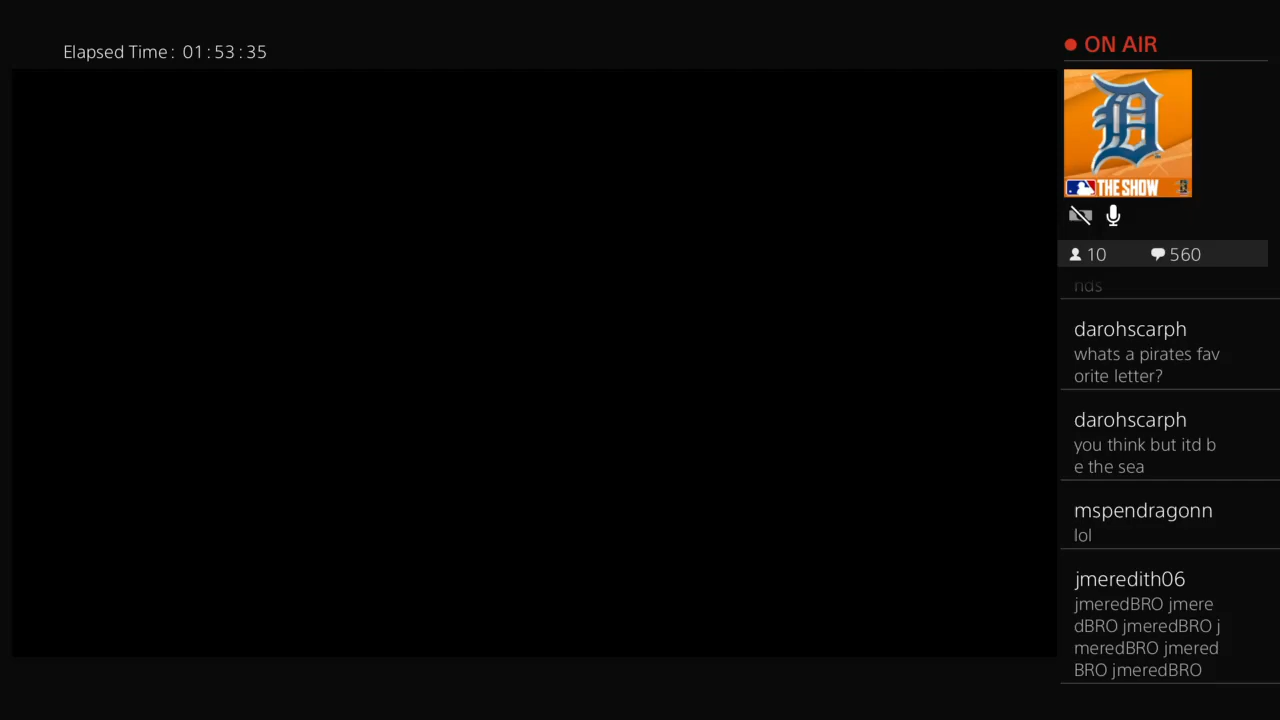 Elapsed Time: 01:53:35
ON AIR
D
THE SHOW
10 560
nds
darohscarph
whats a pirates fav
orite letter?
darohscarph
you think but itd b
e the sea
mspendragonn
lol
jmeredith06
jmeredBRO jmere
dBRO jmeredBRO j
meredBRO jmered
BRO jmeredBRO